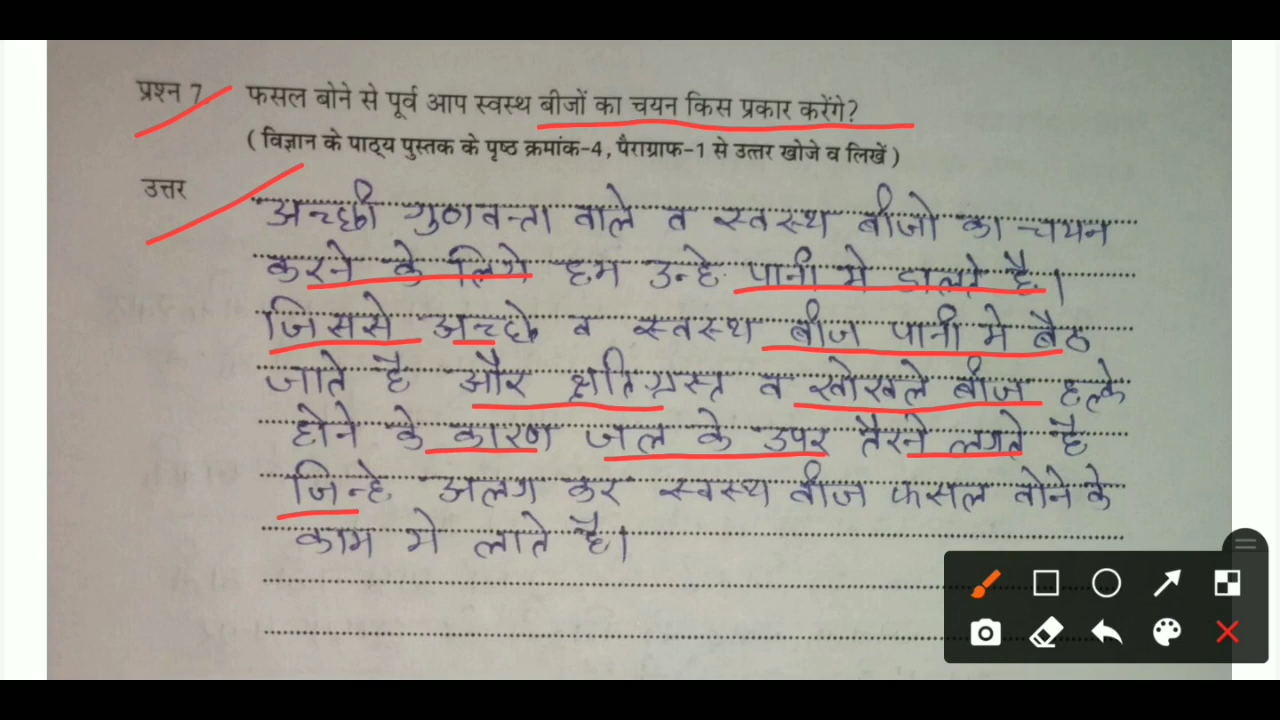 प्रश्न 7. फसल बोने से पूर्व आप स्वस्थ बीजों का चयन किस प्रकार करेंगे?
( विज्ञान के पाठ्य पुस्तक के पृष्ठ क्रमांक-4, पैराग्राफ-1 से उत्तर खोजे व लिखें )
उत्तर
अच्छी गुणवन्ता वाले व स्वस्थ बीजो का चयन
करने के लिये हम उन्हे पानी मे डालते है।
जिससे अच्छे व स्वस्थ बीज पानी मे बैठ
जाते है और क्षतिग्रस्त व खोखले बीज हल्के
होने के कारण जल के उपर तैरने लगते है
जिन्हे अलग कर स्वस्थ बीज फसल बोने के
काम मे लाते है।